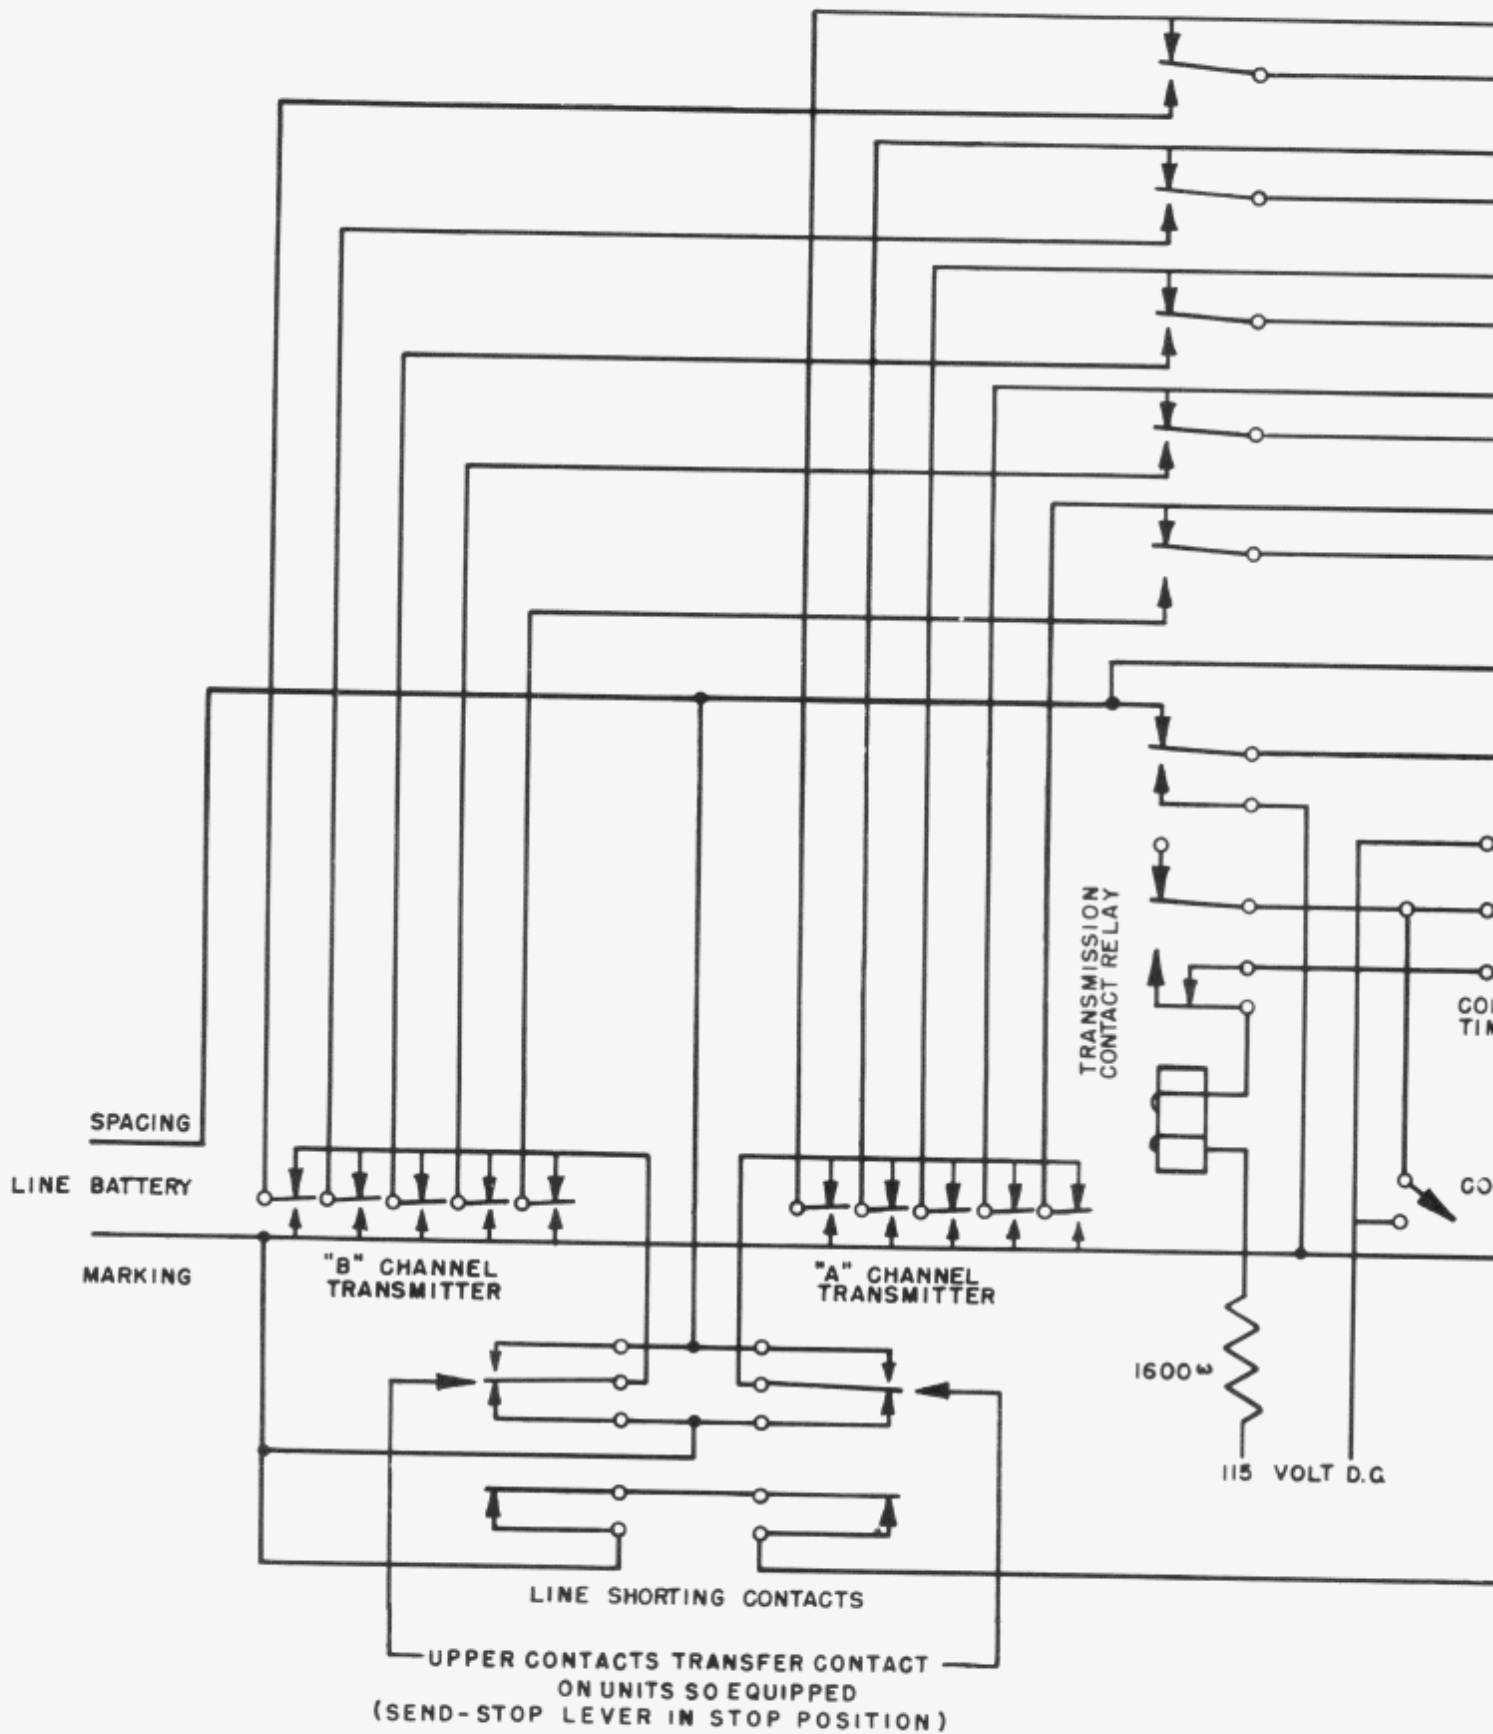 TRANSMISSION
CONTACT RELAY
SPACING
LINE BATTERY
MARKING
"B" CHANNEL
TRANSMITTER
"A" CHANNEL
TRANSMITTER
1600ω
115 VOLT D.C.
LINE SHORTING CONTACTS
UPPER CONTACTS TRANSFER CONTACT
ON UNITS SO EQUIPPED
(SEND-STOP LEVER IN STOP POSITION)